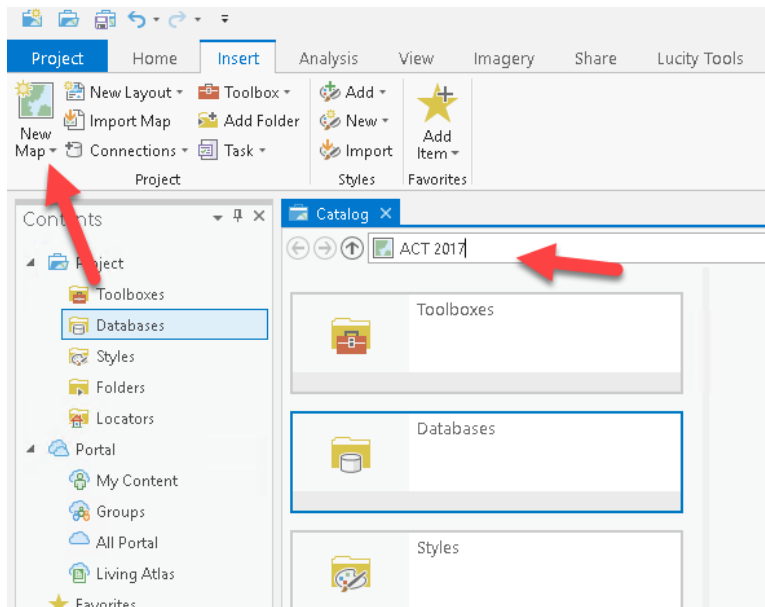 Project Home Insert Analysis View Imagery Share Lucity Tools
New Map
New Layout
Import Map
Connections
Toolbox
Add Folder
Task
Project
Add
New
Import
Styles
Add Item
Favorites
Contents
Project
Toolboxes
Databases
Styles
Folders
Locators
Portal
My Content
Groups
All Portal
Living Atlas
Favorites
Catalog
ACT 2017
Toolboxes
Databases
Styles